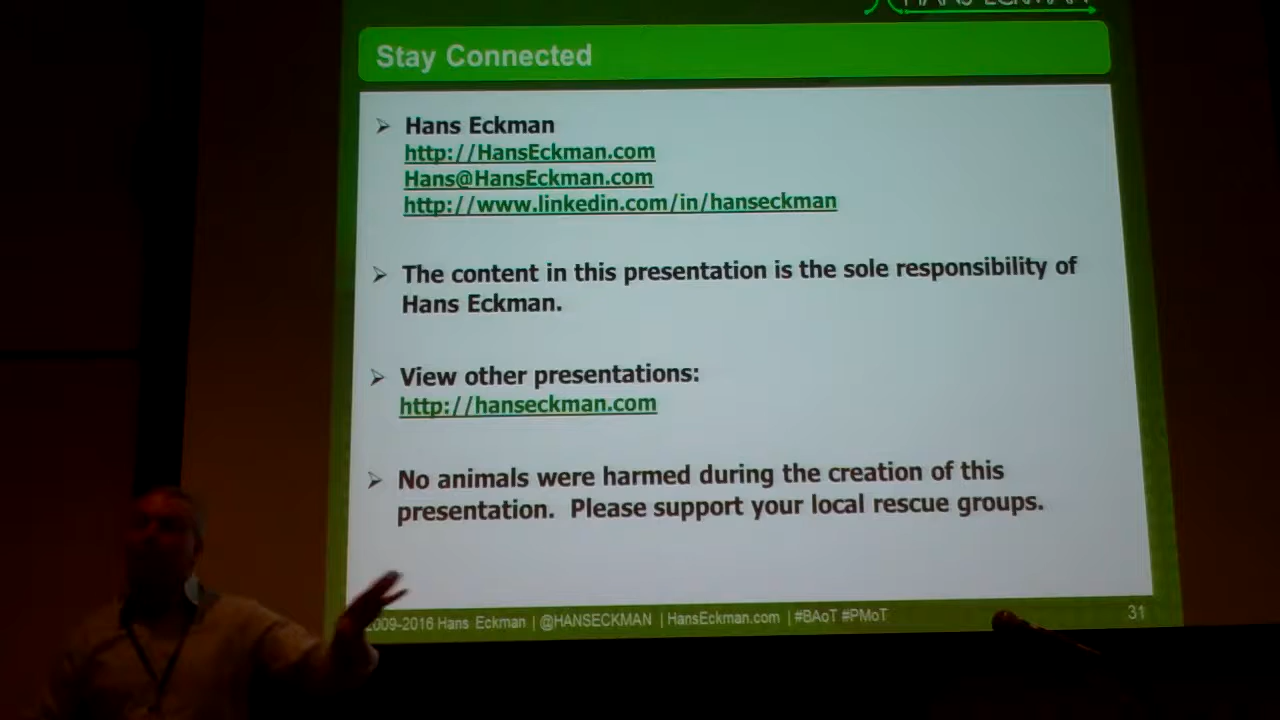 HANS ECKMAN
Stay Connected
Hans Eckman
http://HansEckman.com
Hans@HansEckman.com
http://www.linkedin.com/in/hanseckman
The content in this presentation is the sole responsibility of
Hans Eckman.
View other presentations:
http://hanseckman.com
No animals were harmed during the creation of this
presentation.  Please support your local rescue groups.
2009-2016 Hans Eckman | @HANSECKMAN | HansEckman.com | #BAoT #PMoT
31